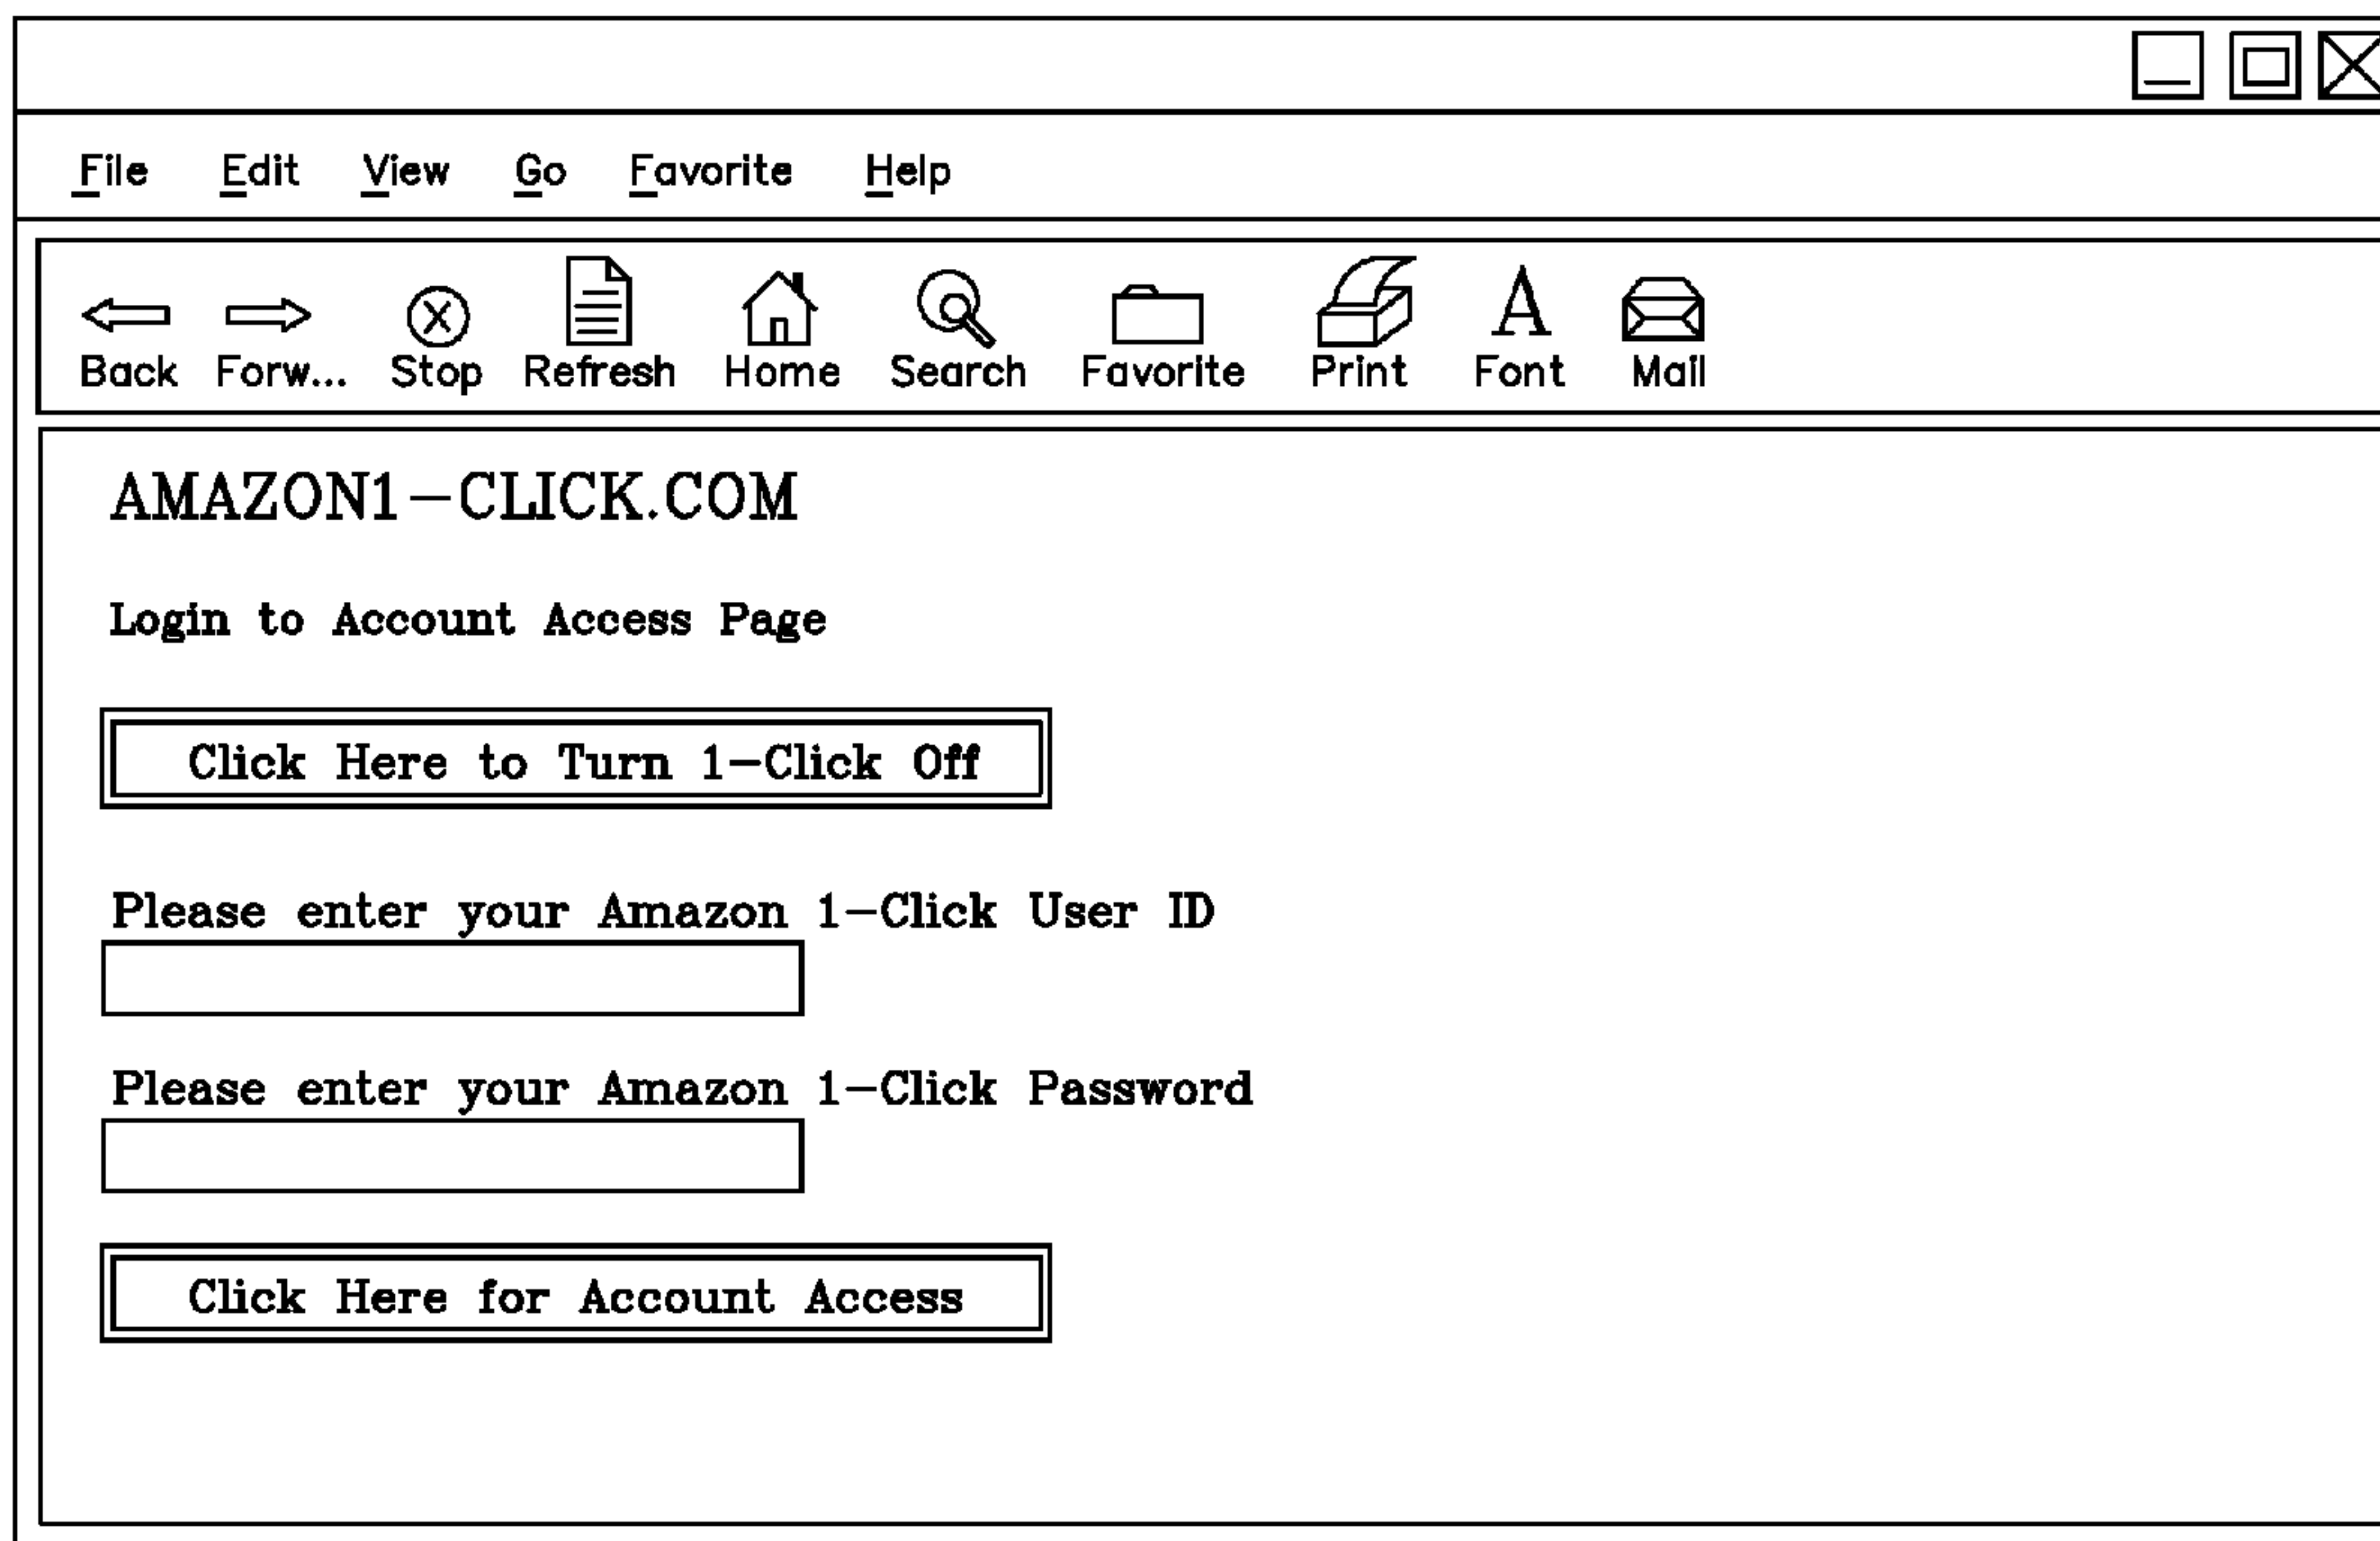 File Edit View Go Favorite Help
Back Forw... Stop Refresh Home Search Favorite Print Font Mail
AMAZON1-CLICK.COM
Login to Account Access Page
Click Here to Turn 1-Click Off
Please enter your Amazon 1-Click User ID
Please enter your Amazon 1-Click Password
Click Here for Account Access